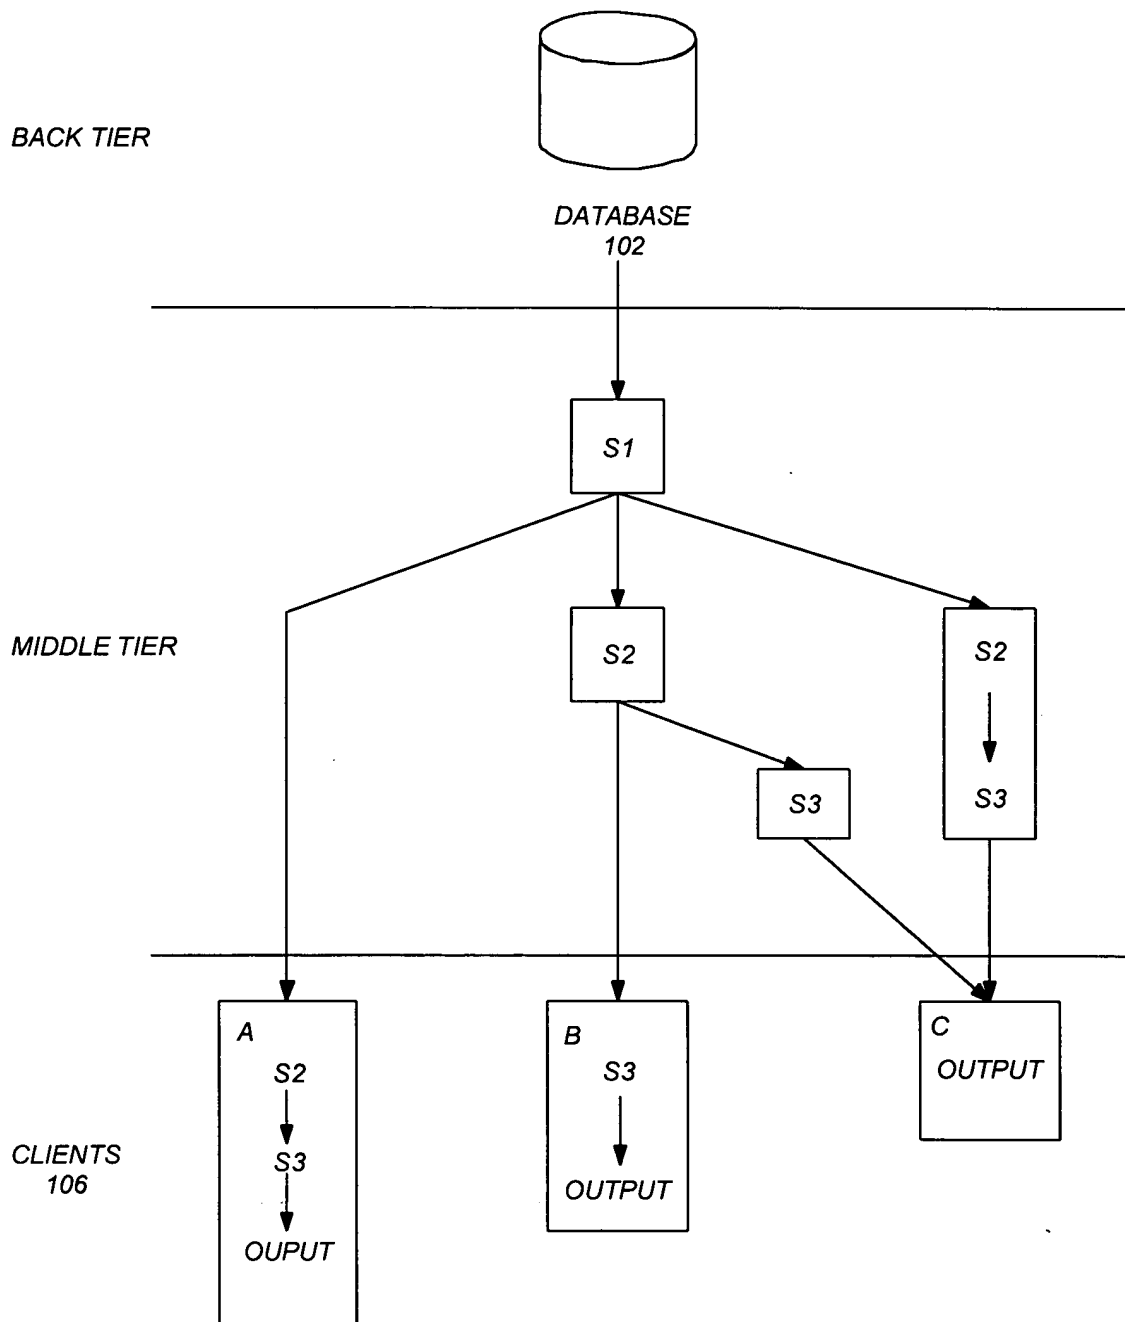 BACK TIER
DATABASE
102
S1
MIDDLE TIER
S2
S2
S3
S3
A
S2
S3
OUPUT
B
S3
OUTPUT
C
OUTPUT
CLIENTS
106